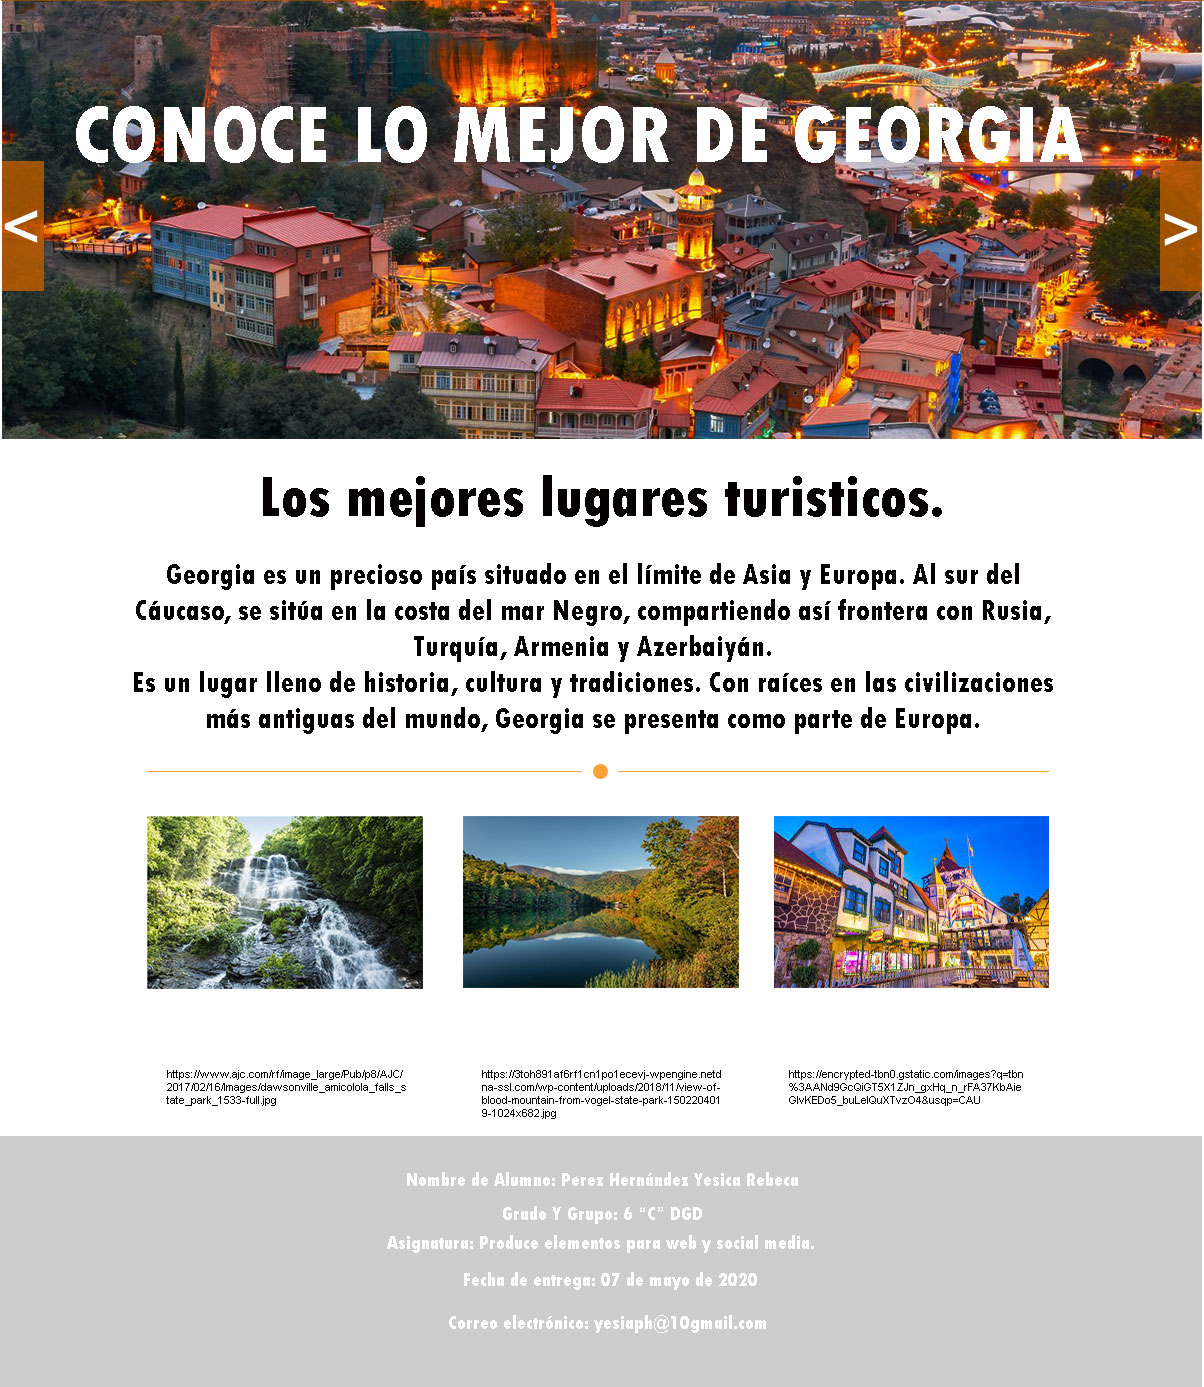 CONOCE LO MEJOR DE GEORGIA
<
>
Los mejores lugares turisticos.
Georgia es un precioso país situado en el límite de Asia y Europa. Al sur del
Cáucaso, se sitúa en la costa del mar Negro, compartiendo así frontera con Rusia,
Turquía, Armenia y Azerbaiyán.
Es un lugar lleno de historia, cultura y tradiciones. Con raíces en las civilizaciones
más antiguas del mundo, Georgia se presenta como parte de Europa.
https://www.ajc.com/rf/image_large/Pub/p8/AJC/
2017/02/16/Images/dawsonville_amicolola_falls_s
tate_park_1533-full.jpg
https://3toh891af6rf1cn1po1ecevj-wpengine.netd
na-ssl.com/wp-content/uploads/2018/11/view-of-
blood-mountain-from-vogel-state-park-150220401
9-1024x682.jpg
https://encrypted-tbn0.gstatic.com/images?q=tbn
%3AANd9GcQiGT5X1ZJn_gxHq_n_rFA37KbAie
GlvKEDo5_buLelQuXTvzO4&usqp=CAU
Nombre de Alumno: Perez Hernández Yesica Rebeca
Grado Y Grupo: 6 “C” DGD
Asignatura: Produce elementos para web y social media.
Fecha de entrega: 07 de mayo de 2020
Correo electrónico: yesiaph@10gmail.com